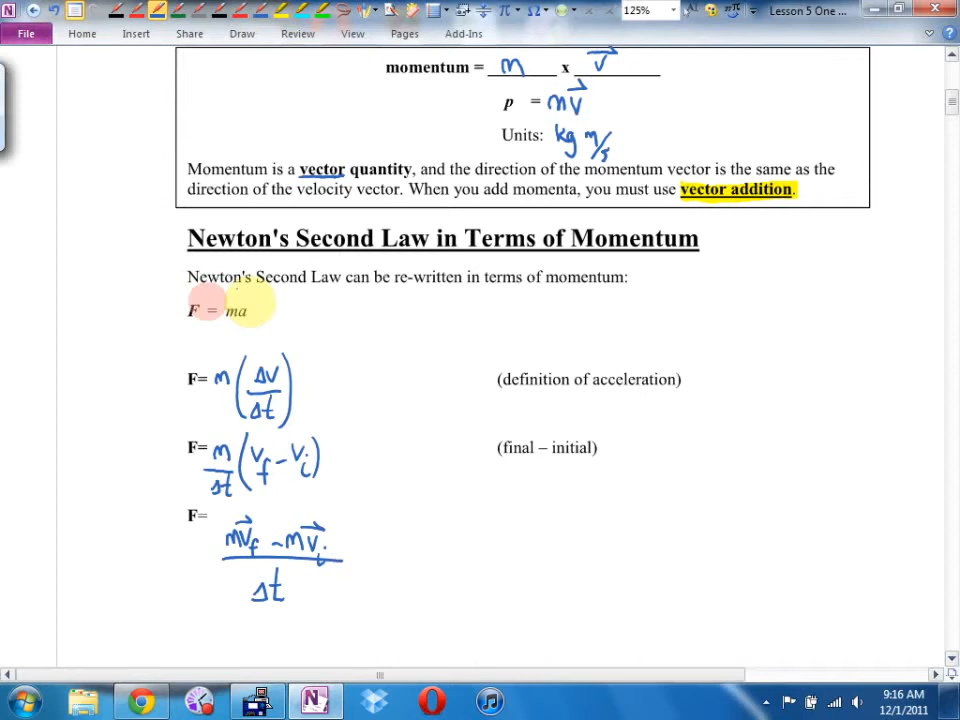 125%
Lesson 5 One ...
File Home Insert Share Draw Review View Pages Add-Ins
momentum = m x v⃗
p = mv⃗
Units: kg m/s
Momentum is a vector quantity, and the direction of the momentum vector is the same as the
direction of the velocity vector. When you add momenta, you must use vector addition.
Newton's Second Law in Terms of Momentum
Newton's Second Law can be re-written in terms of momentum:
F = ma
F= m (Δv/Δt) (definition of acceleration)
F= m/Δt (vf - vi) (final – initial)
F=
mv⃗f - mv⃗i
Δt
9:16 AM
12/1/2011